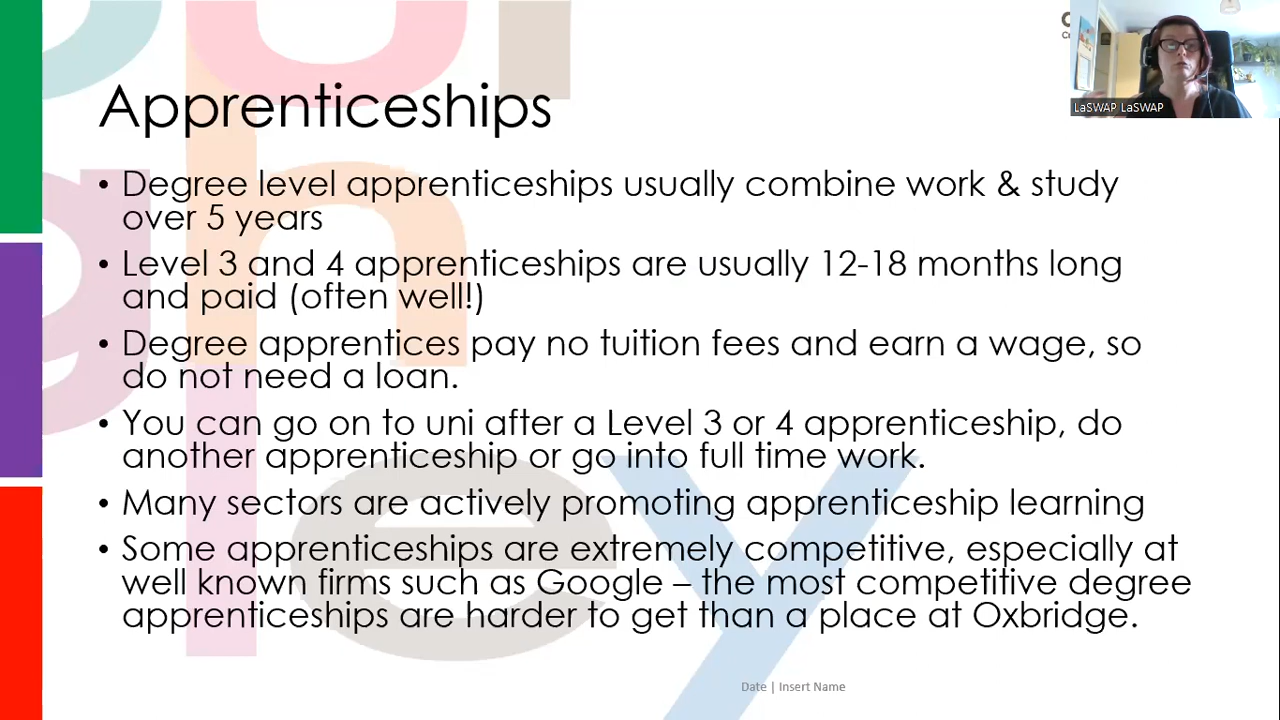 Apprenticeships
LaSWAP LaSWAP
• Degree level apprenticeships usually combine work & study
over 5 years
• Level 3 and 4 apprenticeships are usually 12-18 months long
and paid (often well!)
• Degree apprentices pay no tuition fees and earn a wage, so
do not need a loan.
• You can go on to uni after a Level 3 or 4 apprenticeship, do
another apprenticeship or go into full time work.
• Many sectors are actively promoting apprenticeship learning
• Some apprenticeships are extremely competitive, especially at
well known firms such as Google – the most competitive degree
apprenticeships are harder to get than a place at Oxbridge.
Date | Insert Name